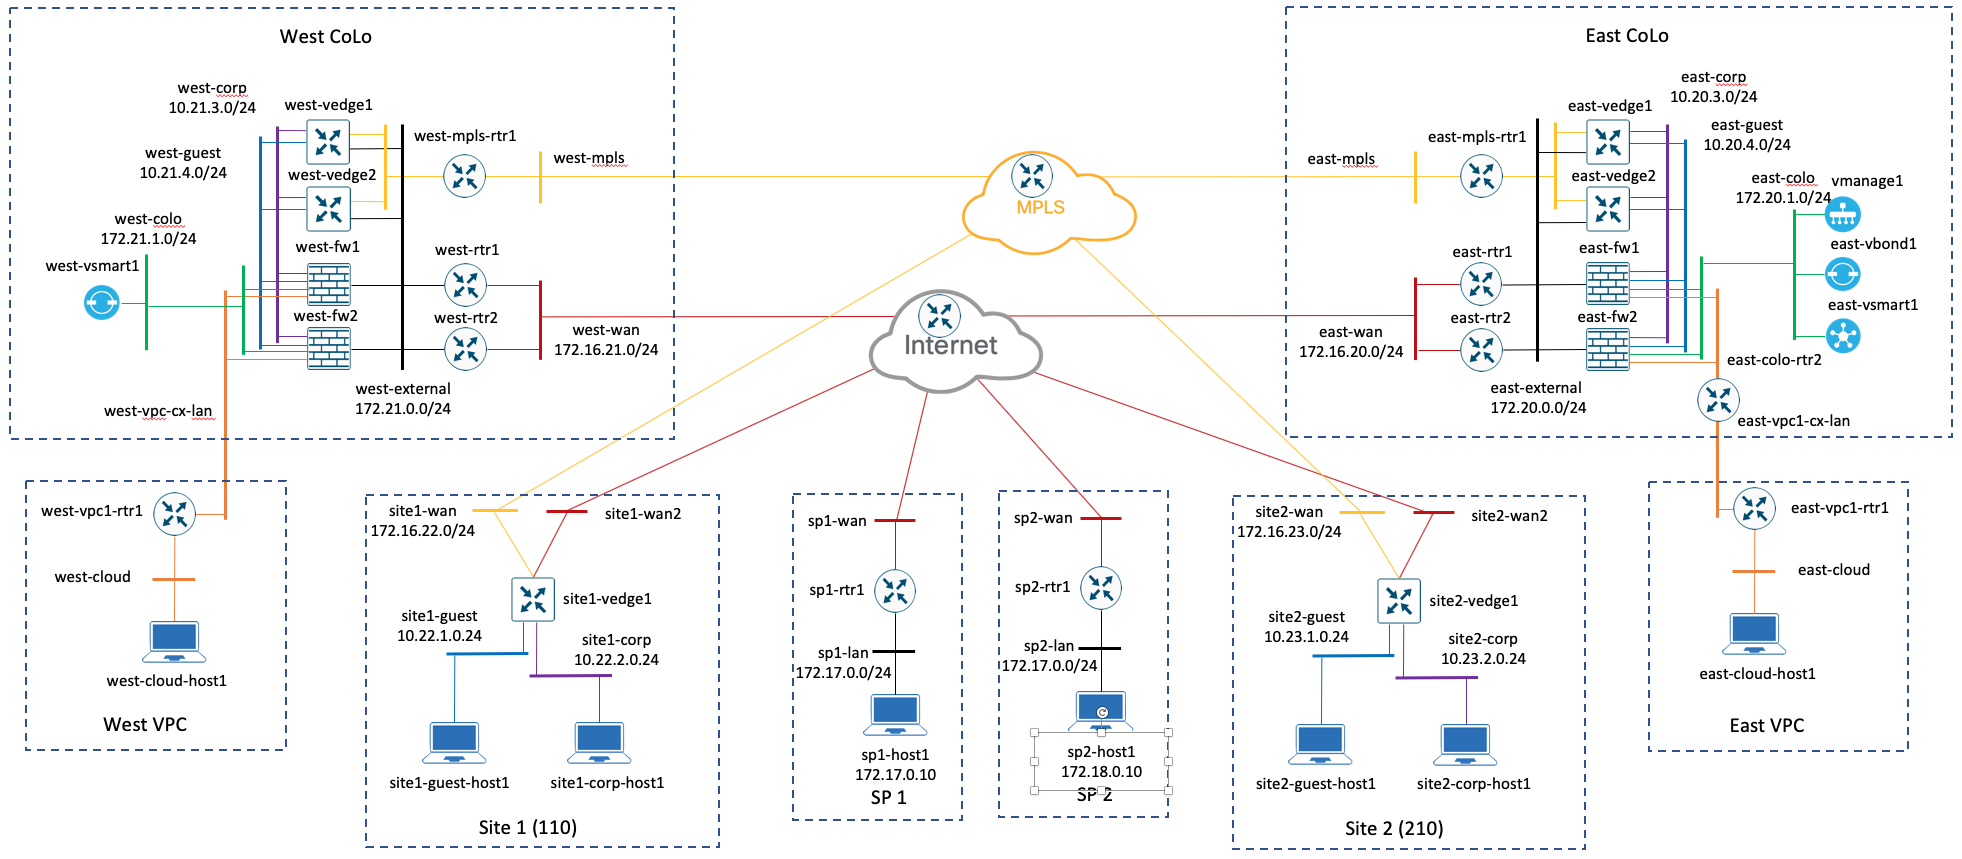 West CoLo
west-corp
10.21.3.0/24
west-vedge1
west-guest
10.21.4.0/24
west-vedge2
west-mpls-rtr1
west-mpls
west-colo
172.21.1.0/24
west-fw1
west-rtr1
west-vsmart1
west-fw2
west-rtr2
west-wan
172.16.21.0/24
west-external
172.21.0.0/24
west-vpc-cx-lan
MPLS
Internet
East CoLo
east-corp
10.20.3.0/24
east-vedge1
east-guest
10.20.4.0/24
east-mpls
east-mpls-rtr1
east-vedge2
east-colo
172.20.1.0/24
vmanage1
east-rtr1
east-fw1
east-vbond1
east-rtr2
east-fw2
east-vsmart1
east-wan
172.16.20.0/24
east-colo-rtr2
east-external
172.20.0.0/24
east-vpc1-cx-lan
west-vpc1-rtr1
west-cloud
west-cloud-host1
West VPC
site1-wan
172.16.22.0/24
site1-wan2
site1-vedge1
site1-guest
10.22.1.0.24
site1-corp
10.22.2.0.24
site1-guest-host1
site1-corp-host1
Site 1 (110)
sp1-wan
sp1-rtr1
sp1-lan
172.17.0.0/24
sp1-host1
172.17.0.10
SP 1
sp2-wan
sp2-rtr1
sp2-lan
172.17.0.0/24
sp2-host1
172.18.0.10
SP 2
site2-wan
172.16.23.0/24
site2-wan2
site2-vedge1
site2-guest
10.23.1.0.24
site2-corp
10.23.2.0.24
site2-guest-host1
site2-corp-host1
Site 2 (210)
east-vpc1-rtr1
east-cloud
east-cloud-host1
East VPC